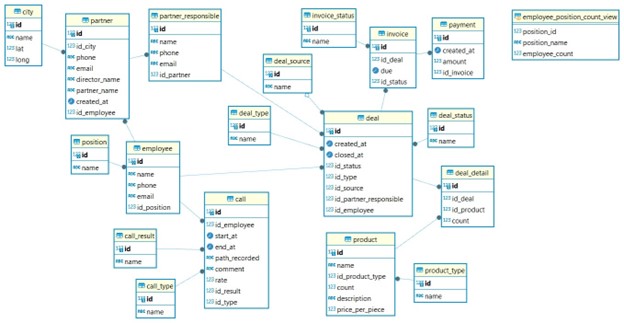 city
id
name
lat
long
partner
id
id_city
phone
email
director_name
partner_name
created_at
id_employee
partner_responsible
id
name
phone
email
id_partner
invoice_status
id
name
invoice
id
id_deal
due
id_status
payment
id
created_at
amount
id_invoice
employee_position_count_view
position_id
position_name
employee_count
deal_source
id
name
deal_type
id
name
deal
id
created_at
closed_at
id_status
id_type
id_source
id_partner_responsible
id_employee
deal_status
id
name
position
id
name
employee
id
name
phone
email
id_position
deal_detail
id
id_deal
id_product
count
call
id
id_employee
start_at
end_at
path_recorded
comment
rate
id_result
id_type
call_result
id
name
call_type
id
name
product
id
name
id_product_type
count
description
price_per_piece
product_type
id
name